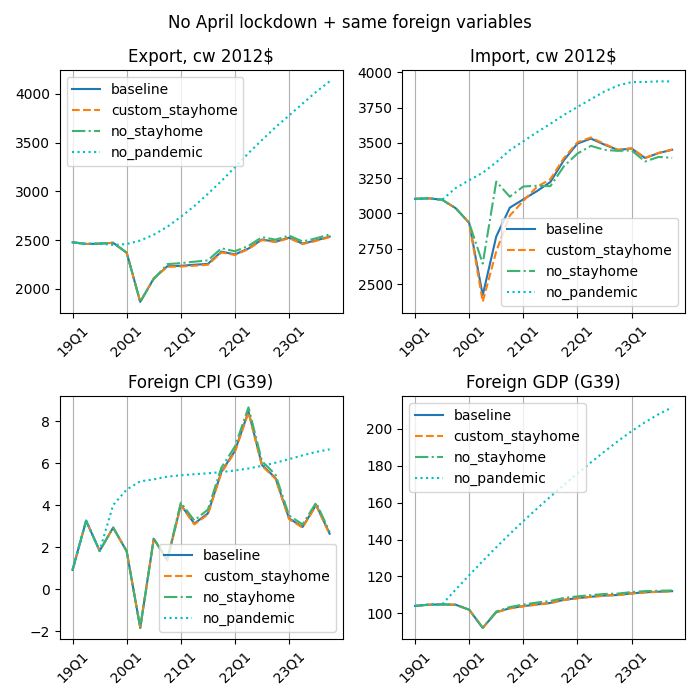 No April lockdown + same foreign variables
Export, cw 2012$
baseline
custom_stayhome
no_stayhome
no_pandemic
4000
3500
3000
2500
2000
19Q1
20Q1
21Q1
22Q1
23Q1
Import, cw 2012$
4000
3750
3500
3250
3000
2750
2500
baseline
custom_stayhome
no_stayhome
no_pandemic
19Q1
20Q1
21Q1
22Q1
23Q1
Foreign CPI (G39)
8
6
4
2
0
−2
baseline
custom_stayhome
no_stayhome
no_pandemic
19Q1
20Q1
21Q1
22Q1
23Q1
Foreign GDP (G39)
baseline
custom_stayhome
no_stayhome
no_pandemic
200
180
160
140
120
100
19Q1
20Q1
21Q1
22Q1
23Q1